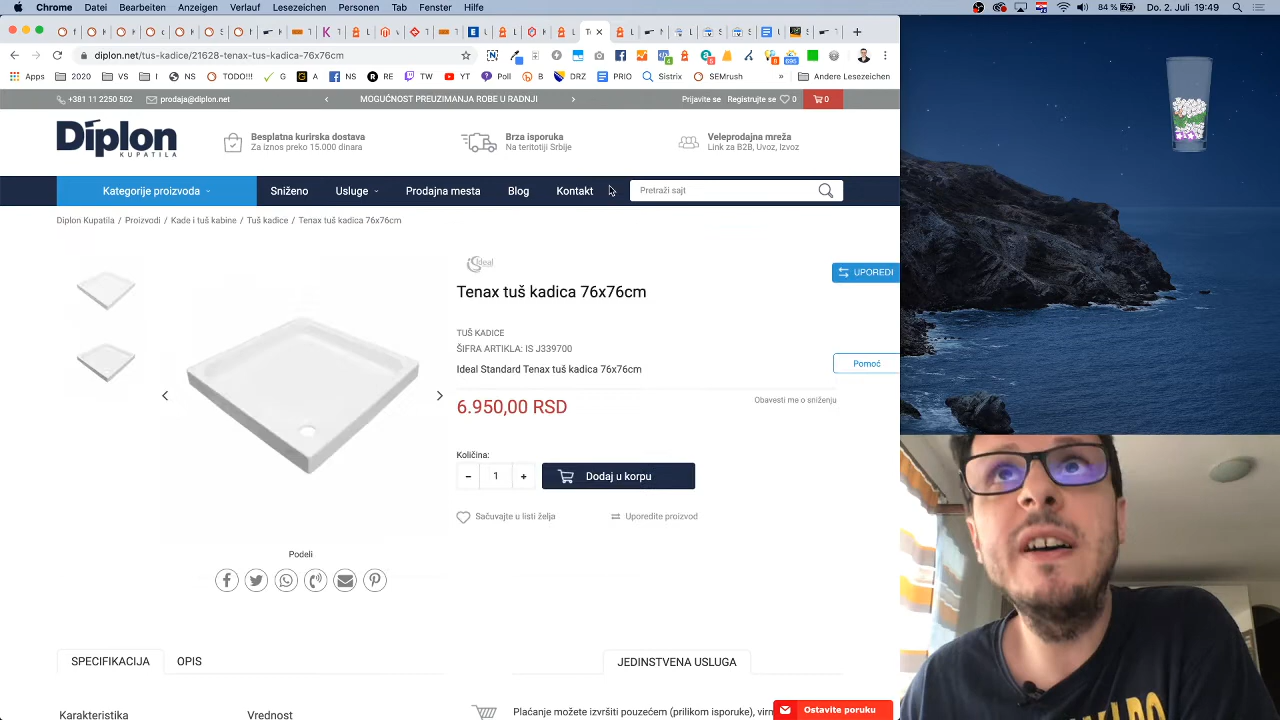 Chrome Datei Bearbeiten Anzeigen Verlauf Lesezeichen Personen Tab Fenster Hilfe
84 % Do. 2. Juli 19:49
diplon.net/tus-kadice/21628-tenax-tuš-kadica-76x76cm
Apps 2020 VS I NS TODO!!! G A NS RE TW YT Poll B DRZ PRIO Sistrix SEMrush » Andere Lesezeichen
+381 11 2250 502 prodaja@diplon.net MOGUĆNOST PREUZIMANJA ROBE U RADNJI Prijavite se Registrujte se 0 0
Díplon
KUPATILA
Besplatna kurirska dostava
Za iznos preko 15.000 dinara
Brza isporuka
Na teritotiji Srbije
Veleprodajna mreža
Link za B2B, Uvoz, Izvoz
Kategorije proizvoda Sniženo Usluge Prodajna mesta Blog Kontakt Pretraži sajt
Diplon Kupatila / Proizvodi / Kade i tuš kabine / Tuš kadice / Tenax tuš kadica 76x76cm
Ideal
UPOREDI
Tenax tuš kadica 76x76cm
TUŠ KADICE
ŠIFRA ARTIKLA: IS J339700
Pomoć
Ideal Standard Tenax tuš kadica 76x76cm
6.950,00 RSD
Obavesti me o sniženju
Količina:
− 1 + Dodaj u korpu
Sačuvajte u listi želja Uporedite proizvod
Podeli
SPECIFIKACIJA OPIS
JEDINSTVENA USLUGA
Karakteristika Vrednost
Plaćanje možete izvršiti pouzećem (prilikom isporuke), virm
Ostavite poruku